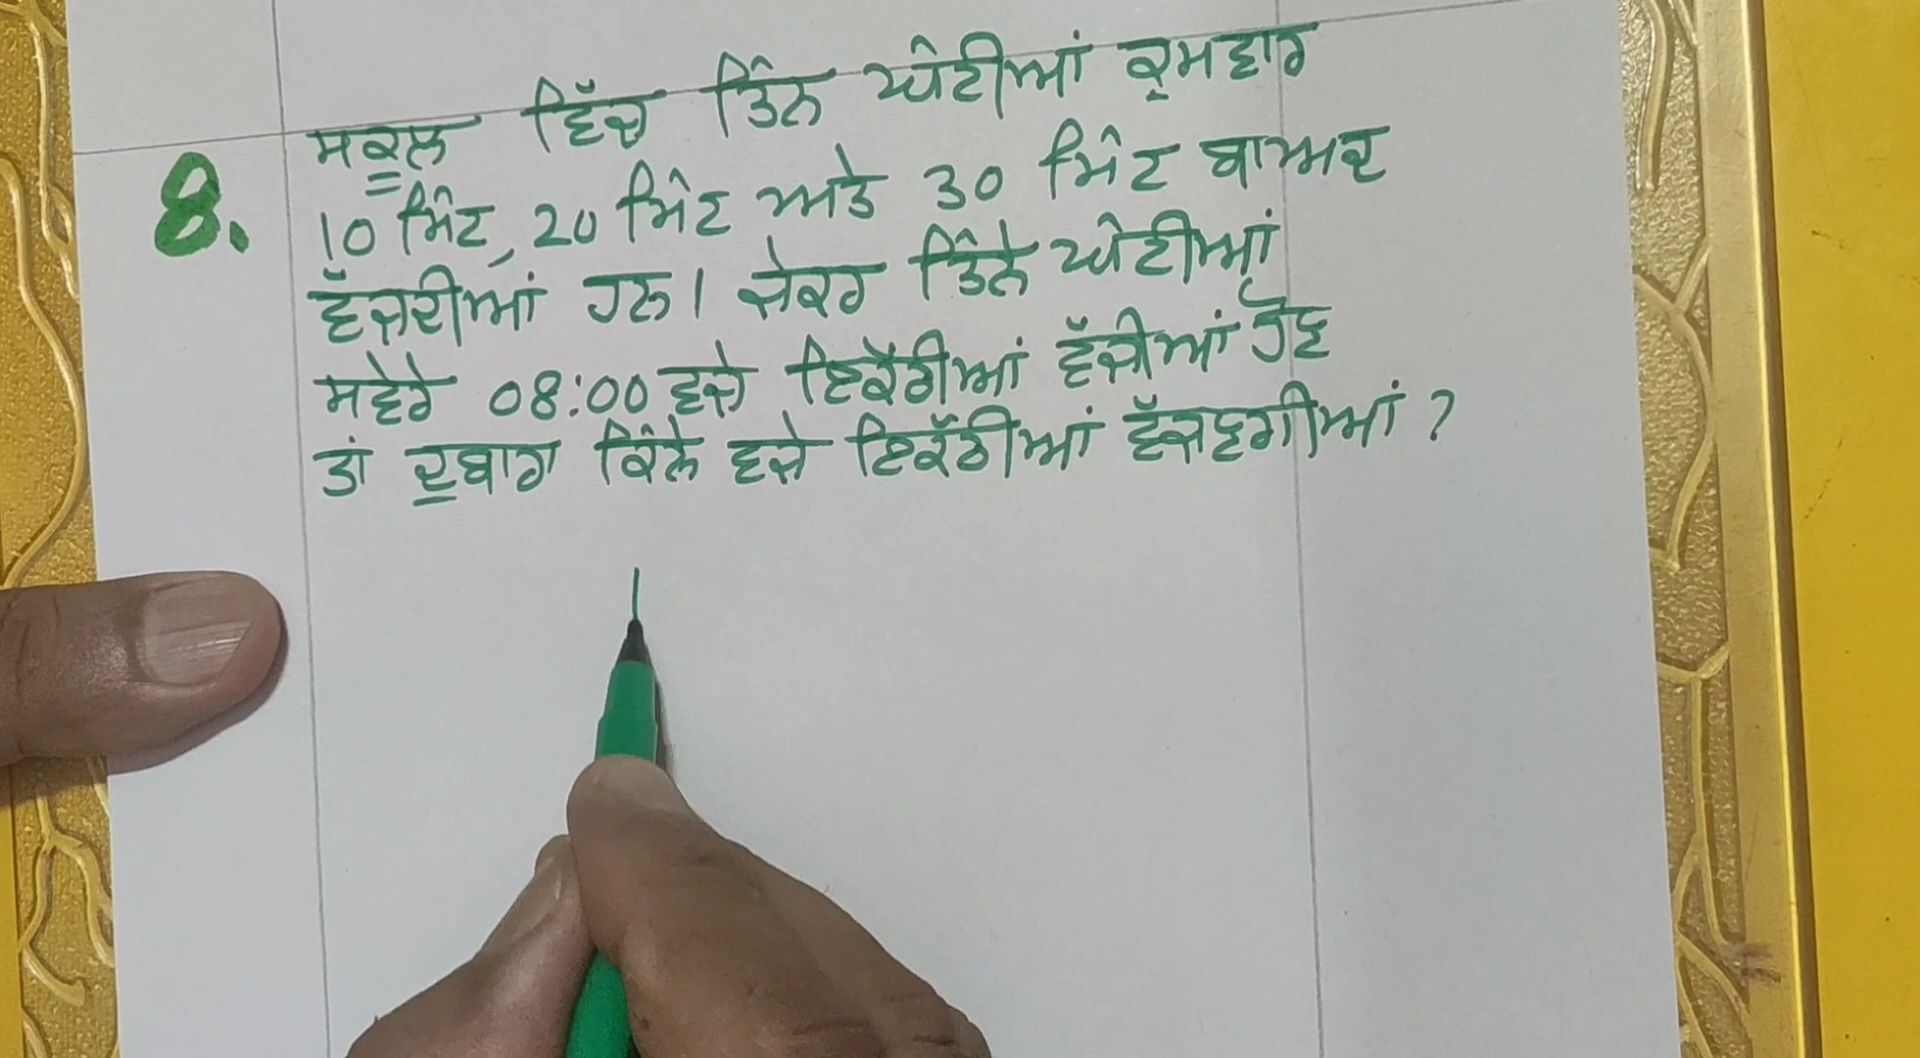 ਸਕੂਲ ਵਿੱਚ ਤਿੰਨ ਘੰਟੀਆਂ ਕ੍ਰਮਵਾਰ
8. 10 ਮਿੰਟ, 20 ਮਿੰਟ ਅਤੇ 30 ਮਿੰਟ ਬਾਅਦ
ਵੱਜਦੀਆਂ ਹਨ। ਜੇਕਰ ਤਿੰਨੇ ਘੰਟੀਆਂ
ਸਵੇਰੇ 08:00 ਵਜੇ ਇਕੱਠੀਆਂ ਵੱਜੀਆਂ ਹੋਣ
ਤਾਂ ਦੁਬਾਰਾ ਕਿੰਨੇ ਵਜੇ ਇਕੱਠੀਆਂ ਵੱਜਣਗੀਆਂ ?